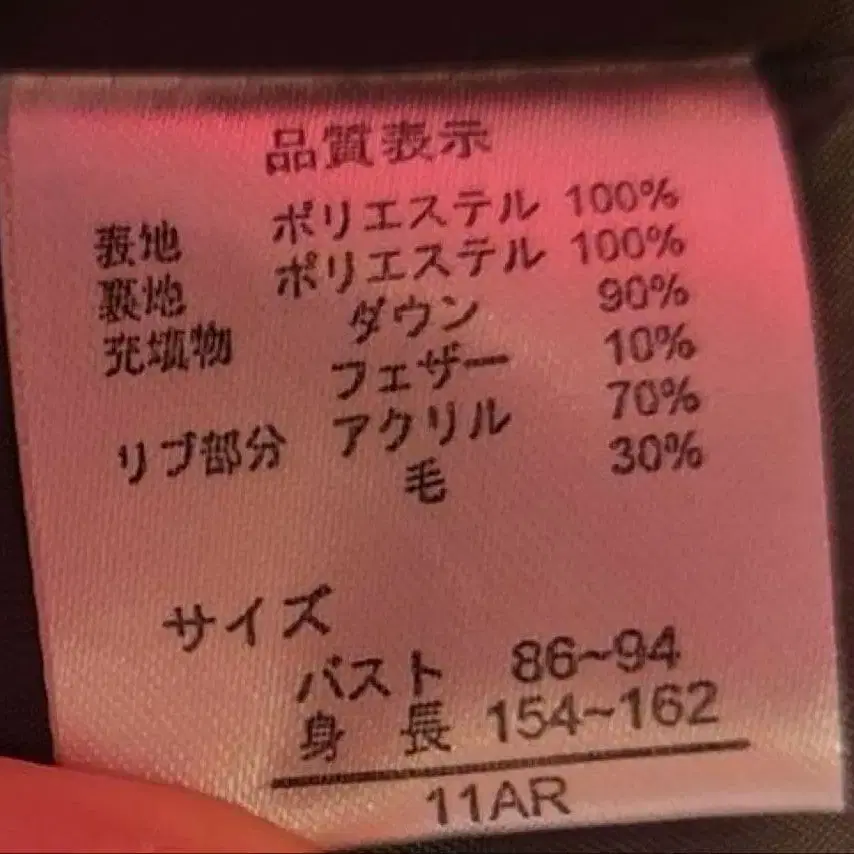 品質表示
表地 ポリエステル 100%
裏地 ポリエステル 100%
充填物 ダウン 90%
フェザー 10%
リブ部分 アクリル 70%
毛 30%
サイズ
バスト 86~94
身 長 154~162
11AR